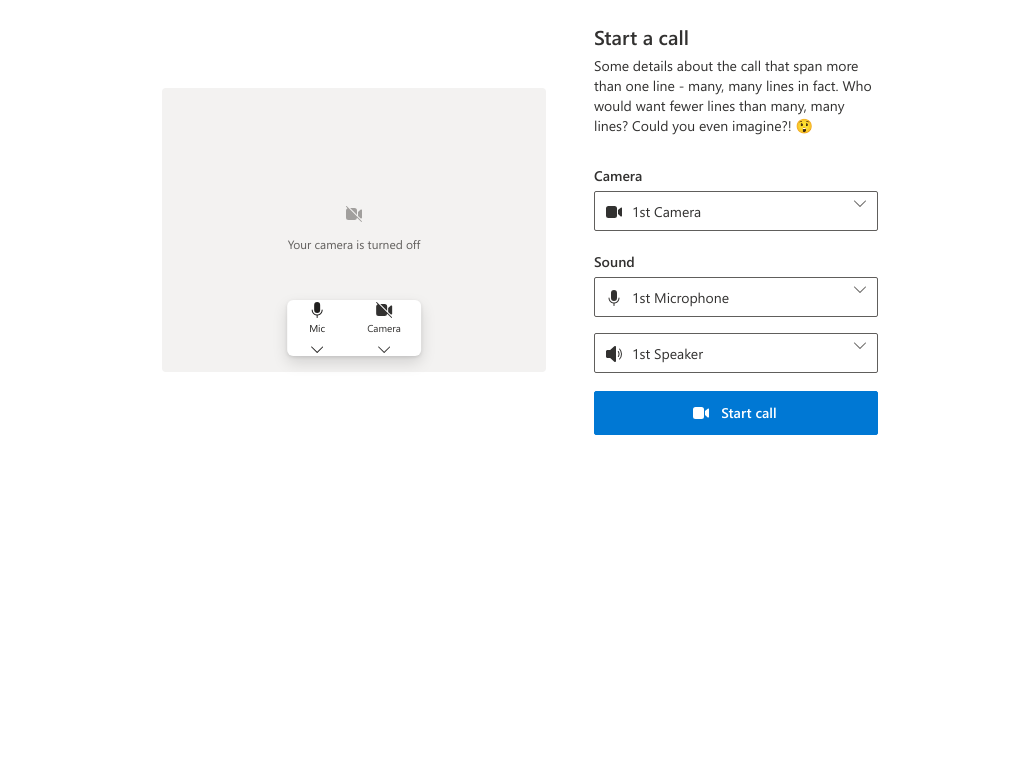 Start a call
Some details about the call that span more
than one line - many, many lines in fact. Who
would want fewer lines than many, many
lines? Could you even imagine?! 😲
Your camera is turned off
Mic
Camera
Camera
1st Camera
Sound
1st Microphone
1st Speaker
Start call